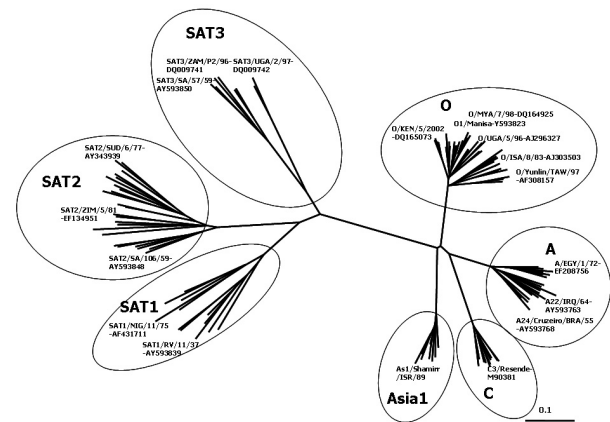 SAT3
SAT3/ZAM/P2/96-
DQ009741
SAT3/UGA/2/97-
DQ009742
SAT3/SA/57/59-
AY593850
O
O/MYA/7/98-DQ164925
O1/Manisa-Y593823
O/KEN/5/2002
-DQ165073
O/UGA/5/96-AJ296327
O/ISA/8/83-AJ303503
O/Yunlin/TAW/97
-AF308157
SAT2
SAT2/SUD/6/77-
AY343939
SAT2/ZIM/5/81
-EF134951
SAT2/SA/106/59-
AY593848
A
A/EGY/1/72-
EF208756
A22/IRQ/64-
AY593763
A24/Cruzeiro/BRA/55
-AY593768
SAT1
SAT1/NIG/11/75
-AF431711
SAT1/RV/11/37
-AY593839
As1/Shamir
/ISR/89
Asia1
C3/Resende-
M90381
C
0.1